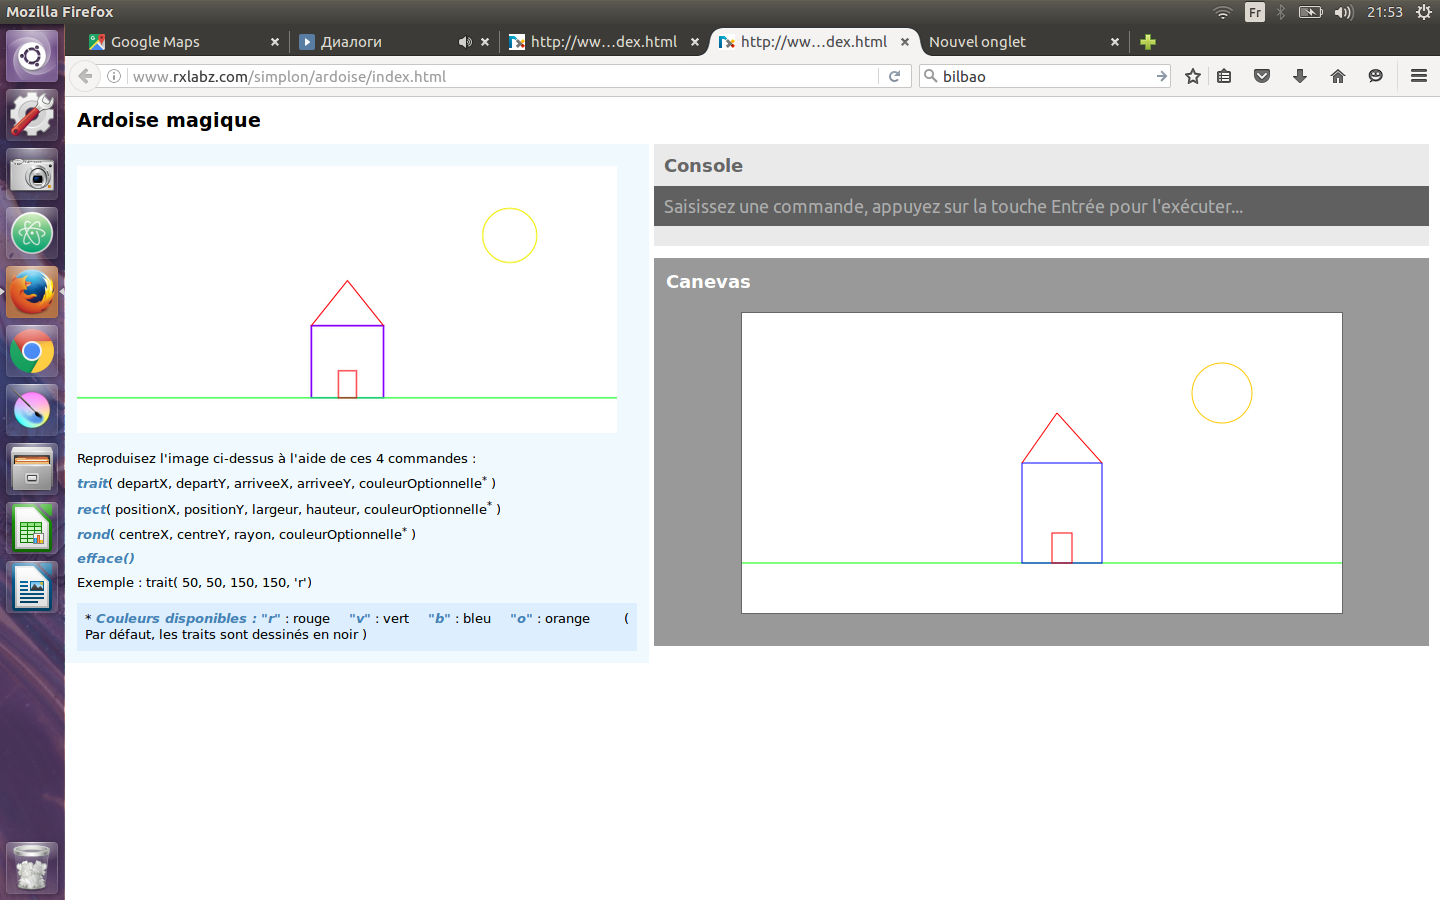 Mozilla Firefox
Fr
21:53
Google Maps
Диалоги
http://ww...dex.html
http://ww...dex.html
Nouvel onglet
www.rxlabz.com/simplon/ardoise/index.html
bilbao
Ardoise magique
Reproduisez l'image ci-dessus à l'aide de ces 4 commandes :
trait( departX, departY, arriveeX, arriveeY, couleurOptionnelle* )
rect( positionX, positionY, largeur, hauteur, couleurOptionnelle* )
rond( centreX, centreY, rayon, couleurOptionnelle* )
efface()
Exemple : trait( 50, 50, 150, 150, 'r')
* Couleurs disponibles : "r" : rouge "v" : vert "b" : bleu "o" : orange (
Par défaut, les traits sont dessinés en noir )
Console
Saisissez une commande, appuyez sur la touche Entrée pour l'exécuter...
Canevas